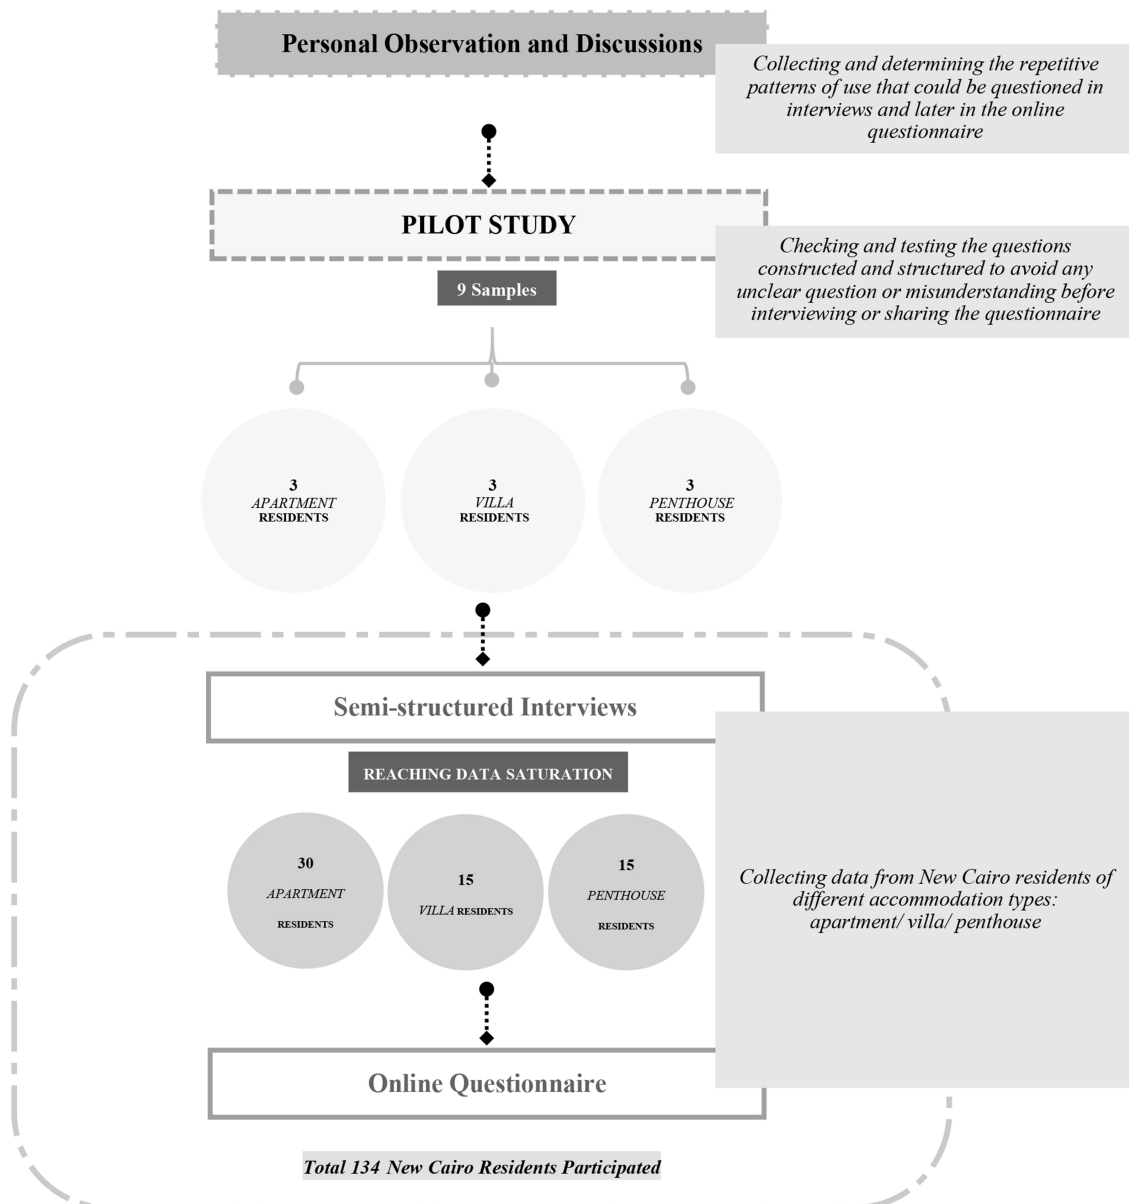 Personal Observation and Discussions
Collecting and determining the repetitive
patterns of use that could be questioned in
interviews and later in the online
questionnaire
PILOT STUDY
Checking and testing the questions
constructed and structured to avoid any
unclear question or misunderstanding before
interviewing or sharing the questionnaire
9 Samples
3
APARTMENT
RESIDENTS
3
VILLA
RESIDENTS
3
PENTHOUSE
RESIDENTS
Semi-structured Interviews
REACHING DATA SATURATION
30
APARTMENT
RESIDENTS
15
VILLA RESIDENTS
15
PENTHOUSE
RESIDENTS
Collecting data from New Cairo residents of
different accommodation types:
apartment/ villa/ penthouse
Online Questionnaire
Total 134 New Cairo Residents Participated